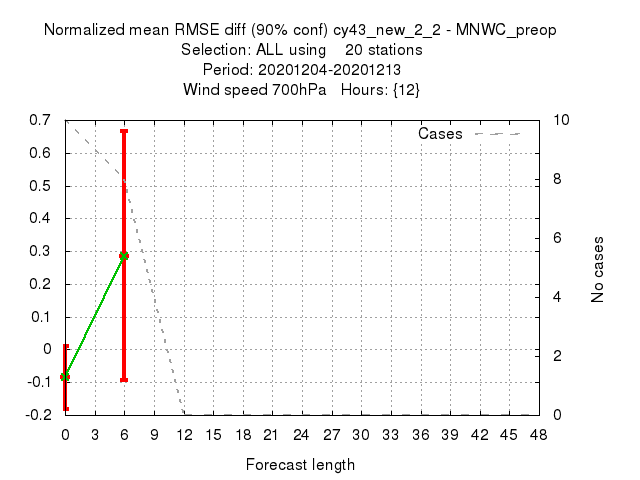 Normalized mean RMSE diff (90% conf) cy43_new_2_2 - MNWC_preop
Selection: ALL using    20 stations
Period: 20201204-20201213
Wind speed 700hPa   Hours: {12}
Cases
0.7
0.6
0.5
0.4
0.3
0.2
0.1
0
-0.1
-0.2
10
8
6
4
2
0
No cases
0 3 6 9 12 15 18 21 24 27 30 33 36 39 42 45 48
Forecast length